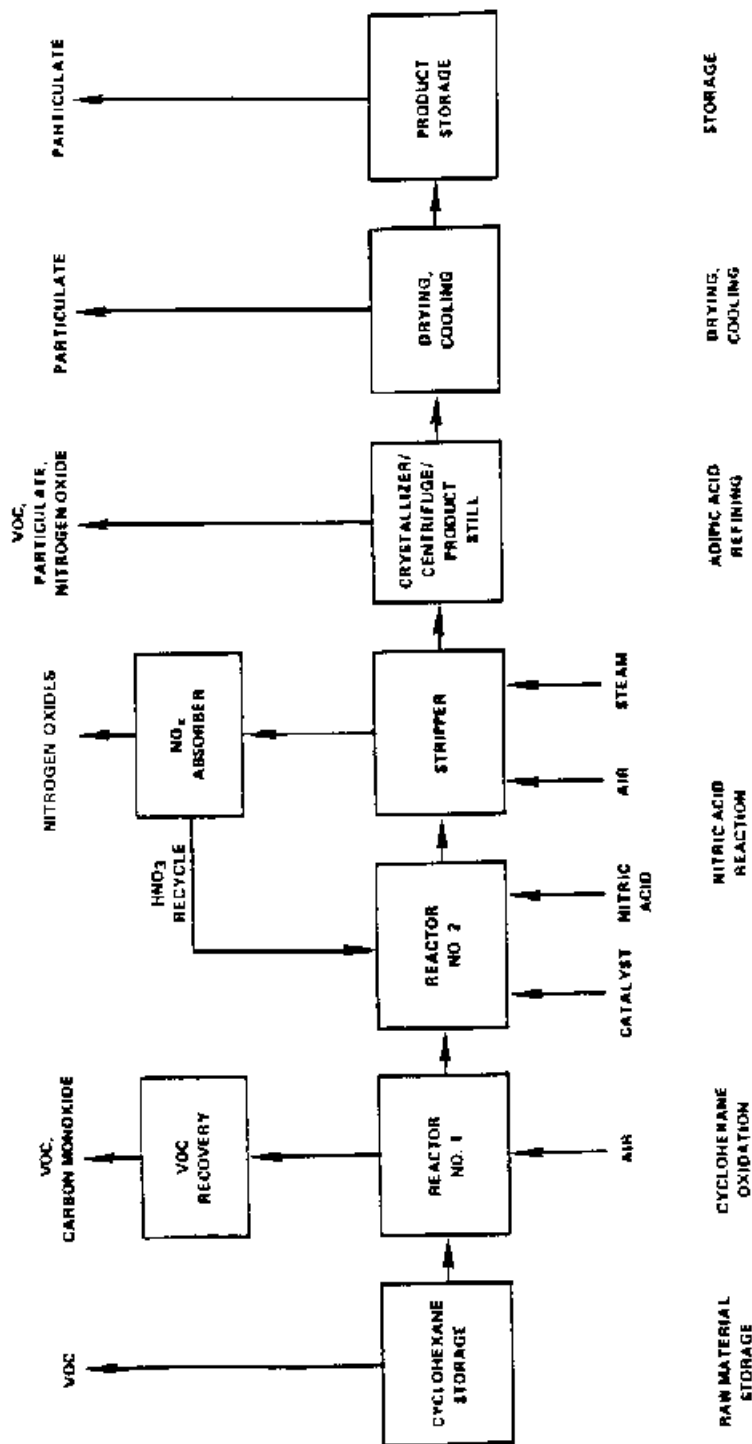 VOC
VOC,
CARBON MONOXIDE
NITROGEN OXIDES
VOC,
PARTICULATE,
NITROGEN OXIDE
PARTICULATE
PARTICULATE
VOC
RECOVERY
HNO3
RECYCLE
NOx
ABSORBER
CYCLOHEXANE
STORAGE
REACTOR
NO. 1
REACTOR
NO 2
STRIPPER
CRYSTALLIZER/
CENTRIFUGE/
PRODUCT
STILL
DRYING,
COOLING
PRODUCT
STORAGE
AIR
CATALYST
NITRIC
ACID
AIR
STEAM
RAW MATERIAL
STORAGE
CYCLOHEXANE
OXIDATION
NITRIC ACID
REACTION
ADIPIC ACID
REFINING
DRYING,
COOLING
STORAGE